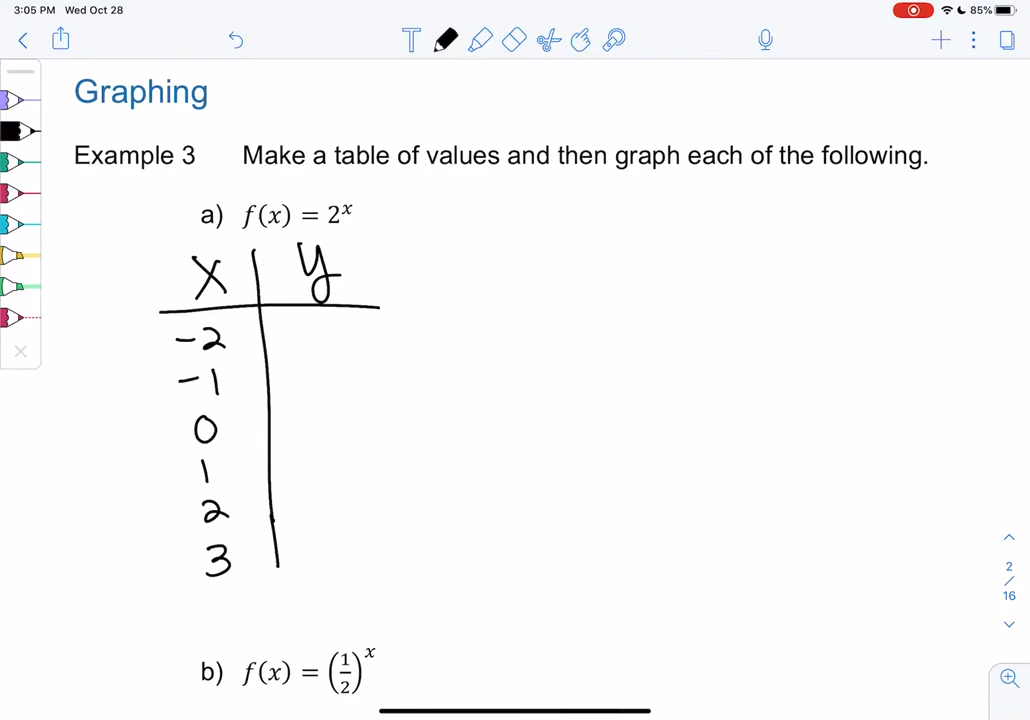 3:05 PM Wed Oct 28 85%
T
Graphing
Example 3 Make a table of values and then graph each of the following.
a) f(x) = 2ˣ
x y
-2
-1
0
1
2
3
2
/
16
b) f(x) = (1/2)ˣ